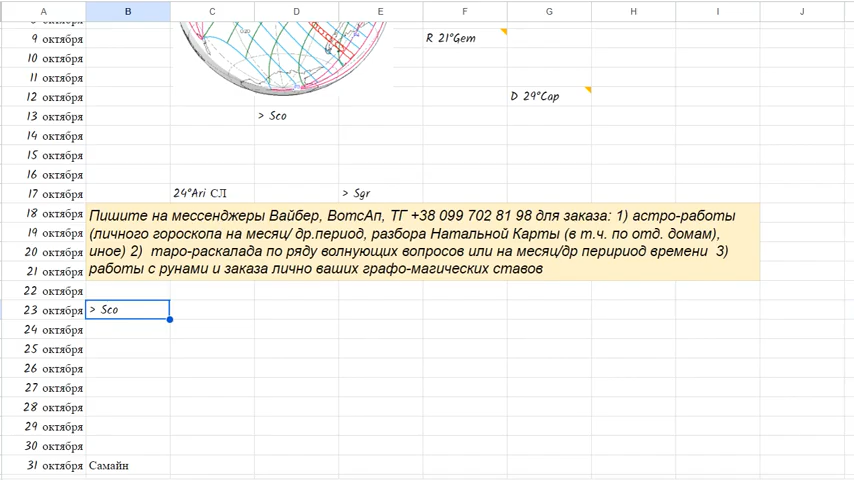 A B C D E F G H I J
9 октября R 21°Gem
10 октября
11 октября
12 октября D 29°Cap
13 октября > Sco
14 октября
15 октября
16 октября
17 октября 24°Ari СЛ > Sgr
18 октября
19 октября
20 октября
21 октября
Пишите на мессенджеры Вайбер, ВотсАп, ТГ +38 099 702 81 98 для заказа: 1) астро-работы
(личного гороскопа на месяц/ др.период, разбора Натальной Карты (в т.ч. по отд. домам),
иное) 2) таро-раскалада по ряду волнующих вопросов или на месяц/др перириод времени 3)
работы с рунами и заказа лично ваших графо-магических ставов
22 октября
23 октября > Sco
24 октября
25 октября
26 октября
27 октября
28 октября
29 октября
30 октября
31 октября Самайн